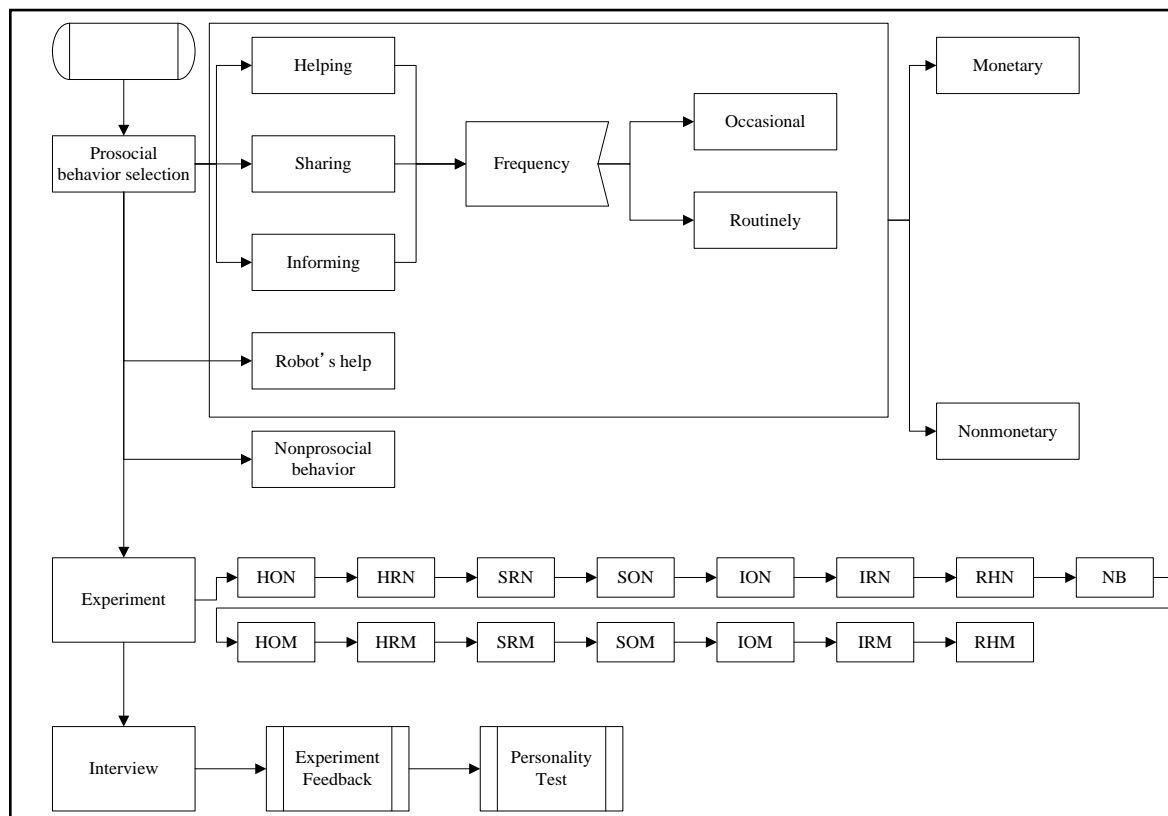 Helping
Monetary
Occasional
Prosocial
behavior selection
Sharing
Frequency
Routinely
Informing
Robot's help
Nonmonetary
Nonprosocial
behavior
Experiment
HON
HRN
SRN
SON
ION
IRN
RHN
NB
HOM
HRM
SRM
SOM
IOM
IRM
RHM
Interview
Experiment
Feedback
Personality
Test